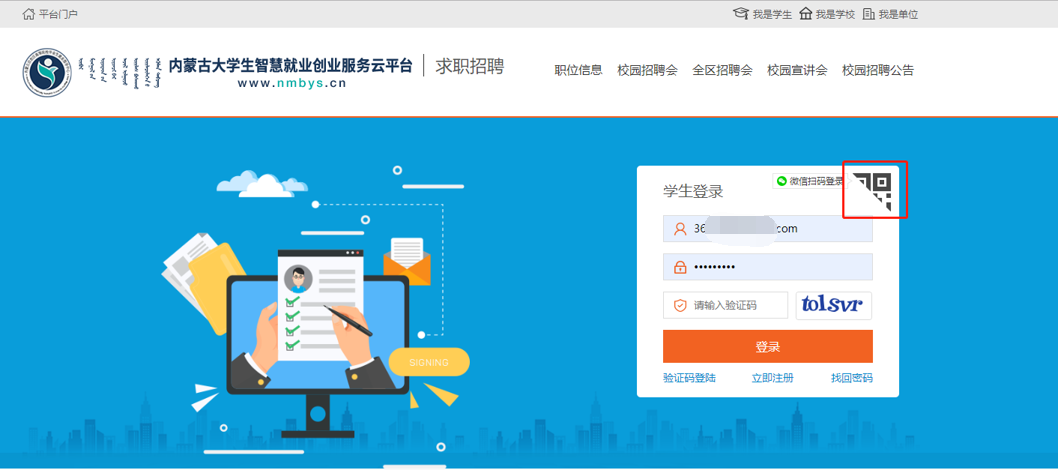 平台门户
我是学生 我是学校 我是单位
内蒙古大学生智慧就业创业服务云平台
www.nmbys.cn
求职招聘
职位信息 校园招聘会 全区招聘会 校园宣讲会 校园招聘公告
微信扫码登录
学生登录
36 .com
请输入验证码 tolsvr
登录
验证码登陆 立即注册 找回密码
SIGNING